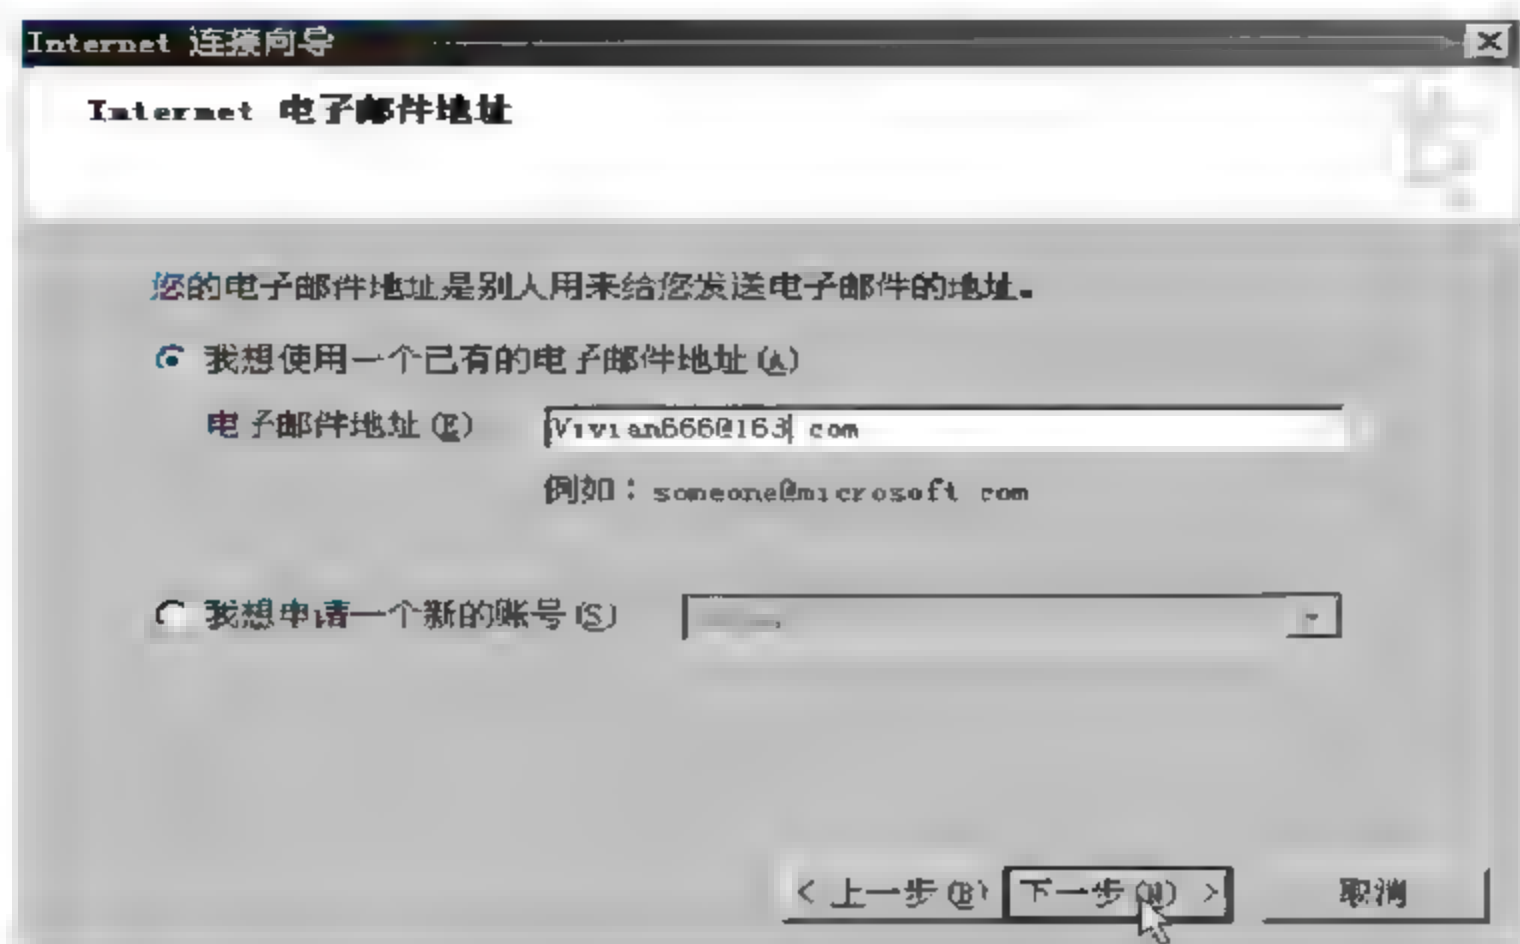 Internet 连接向导
Internet 电子邮件地址
您的电子邮件地址是别人用来给您发送电子邮件的地址。
我想使用一个已有的电子邮件地址(A)
电子邮件地址(E) Vivian666@163.com
例如：someone@microsoft.com
我想申请一个新的账号(S)
< 上一步(B) 下一步(N) > 取消